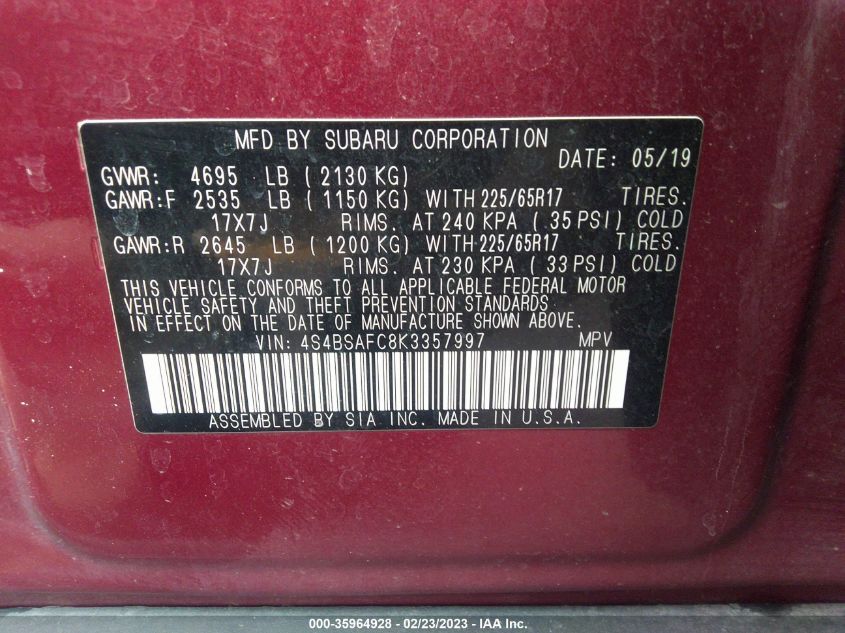 MFD BY SUBARU CORPORATION
DATE: 05/19
GVWR: 4695 LB ( 2130 KG)
GAWR:F 2535 LB ( 1150 KG) WITH 225/65R17 TIRES.
17X7J RIMS. AT 240 KPA ( 35 PSI) COLD
GAWR:R 2645 LB ( 1200 KG) WITH 225/65R17 TIRES.
17X7J RIMS. AT 230 KPA ( 33 PSI) COLD
THIS VEHICLE CONFORMS TO ALL APPLICABLE FEDERAL MOTOR
VEHICLE SAFETY AND THEFT PREVENTION STANDARDS
IN EFFECT ON THE DATE OF MANUFACTURE SHOWN ABOVE.
VIN: 4S4BSAFC8K3357997 MPV
ASSEMBLED BY SIA INC. MADE IN U.S.A.
000-35964928 - 02/23/2023 - IAA Inc.